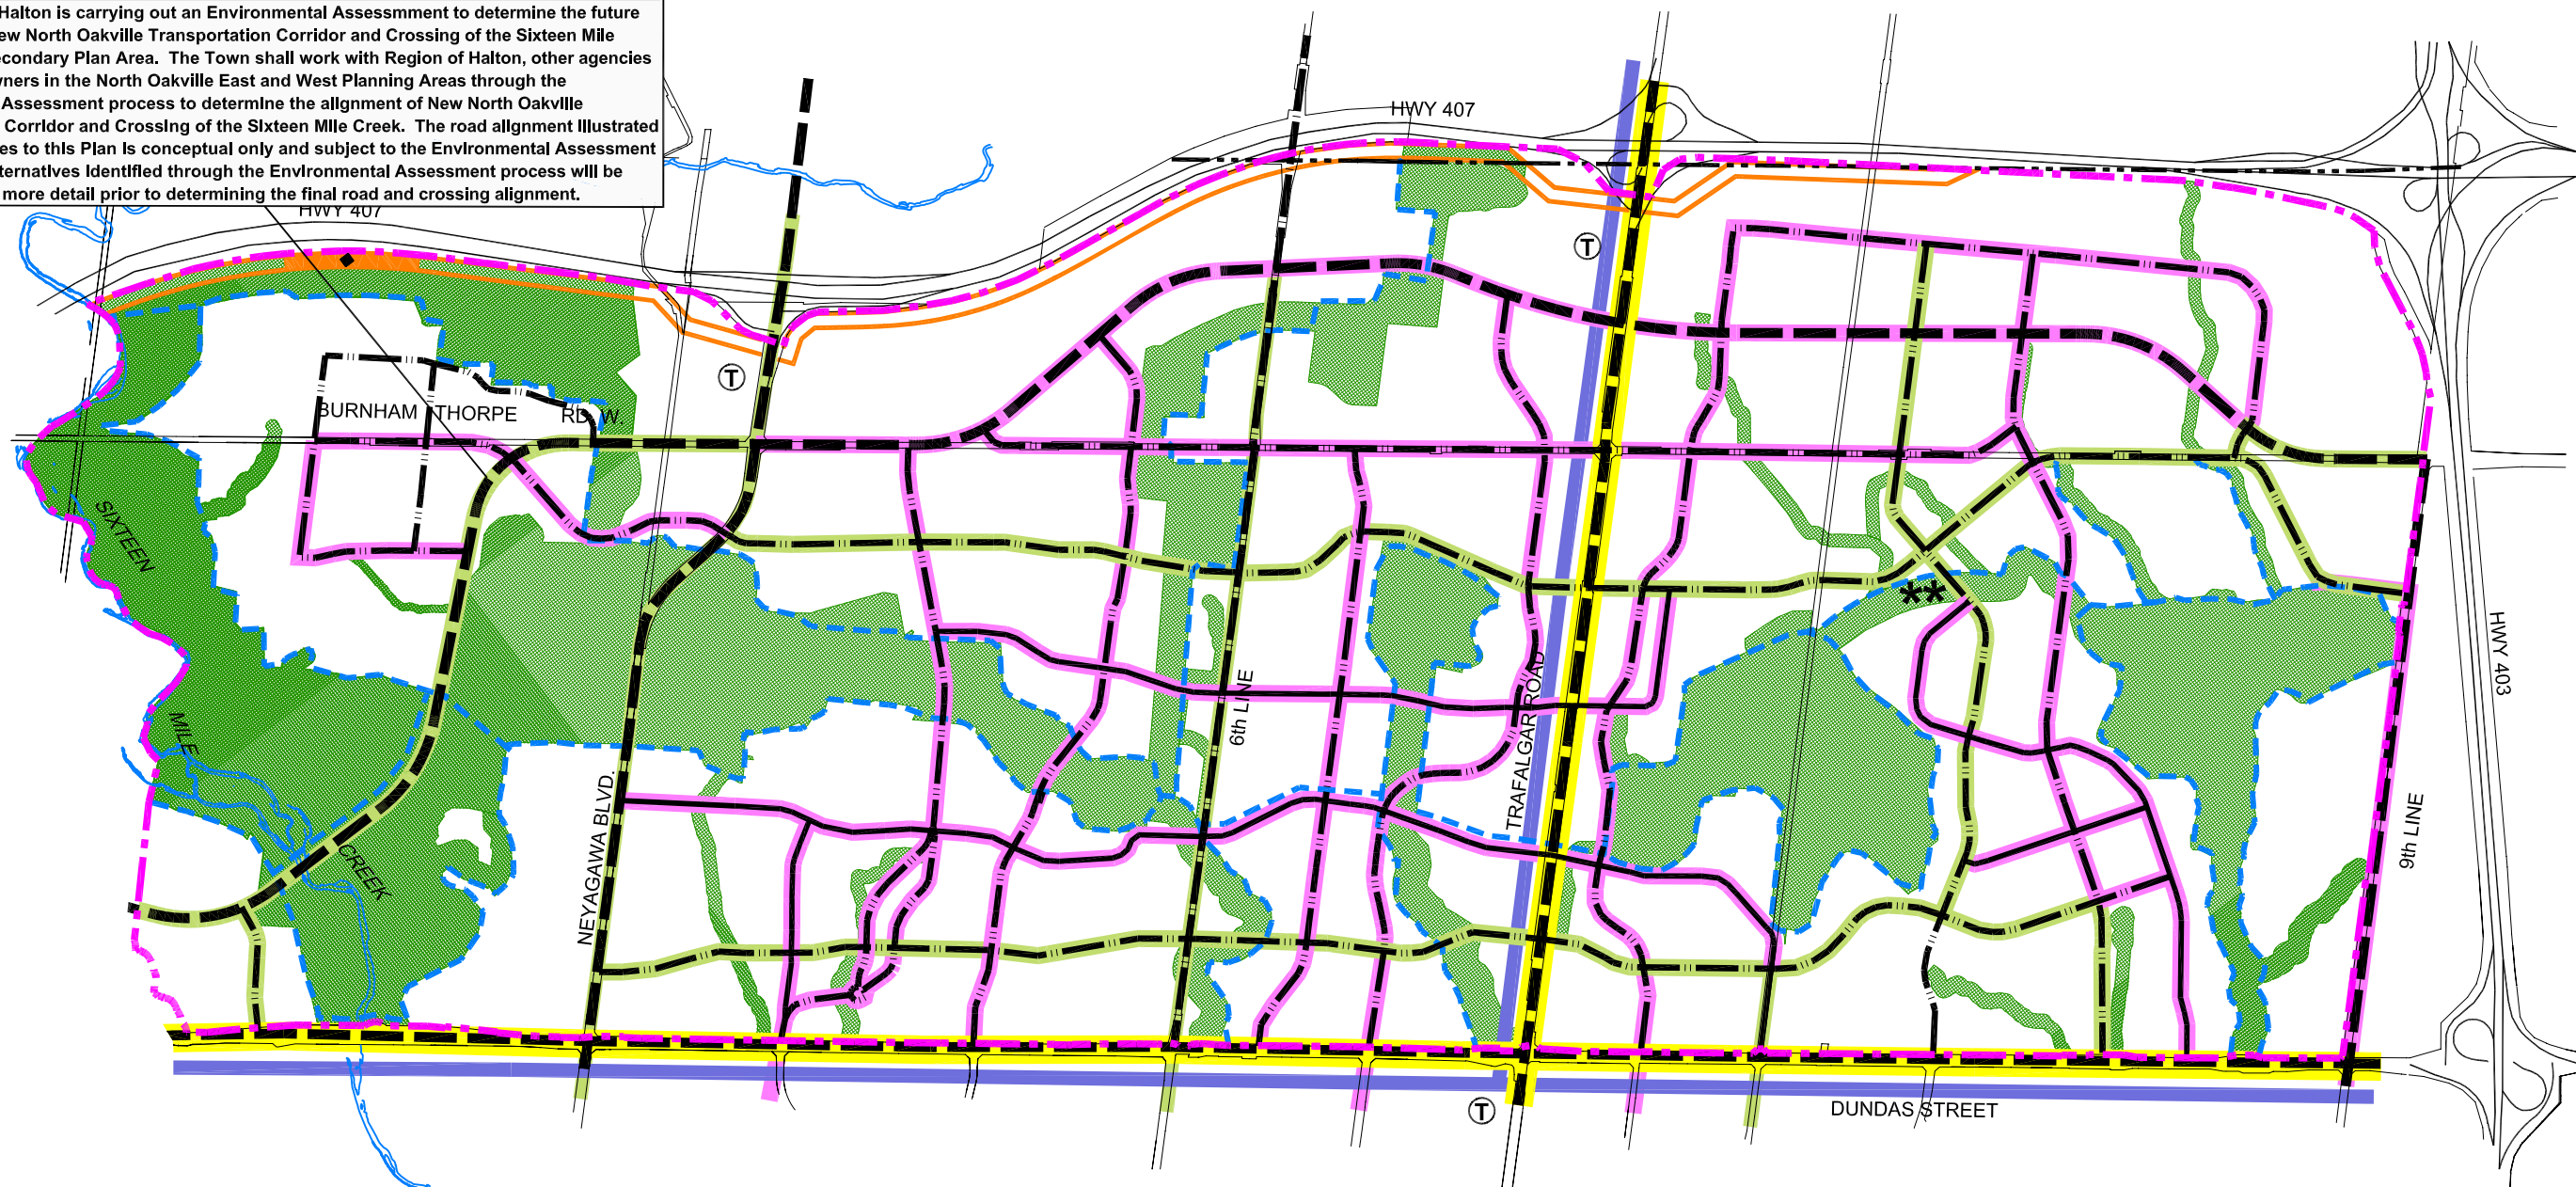 Halton is carrying out an Environmental Assessmment to determine the future
ew North Oakville Transportation Corridor and Crossing of the Sixteen Mile
econdary Plan Area. The Town shall work with Region of Halton, other agencies
ners in the North Oakville East and West Planning Areas through the
Assessment process to determine the alignment of New North Oakville
Corridor and Crossing of the Sixteen Mile Creek. The road alignment illustrated
es to this Plan is conceptual only and subject to the Environmental Assessment
ternatives identified through the Environmental Assessment process will be
more detail prior to determining the final road and crossing alignment.
HWY 407
HWY 407
T
T
BURNHAM THORPE RD. W.
SIXTEEN
MILE
CREEK
**
NEYAGAWA BLVD.
6th LINE
TRAFALGAR ROAD
HWY 403
9th LINE
T
DUNDAS STREET